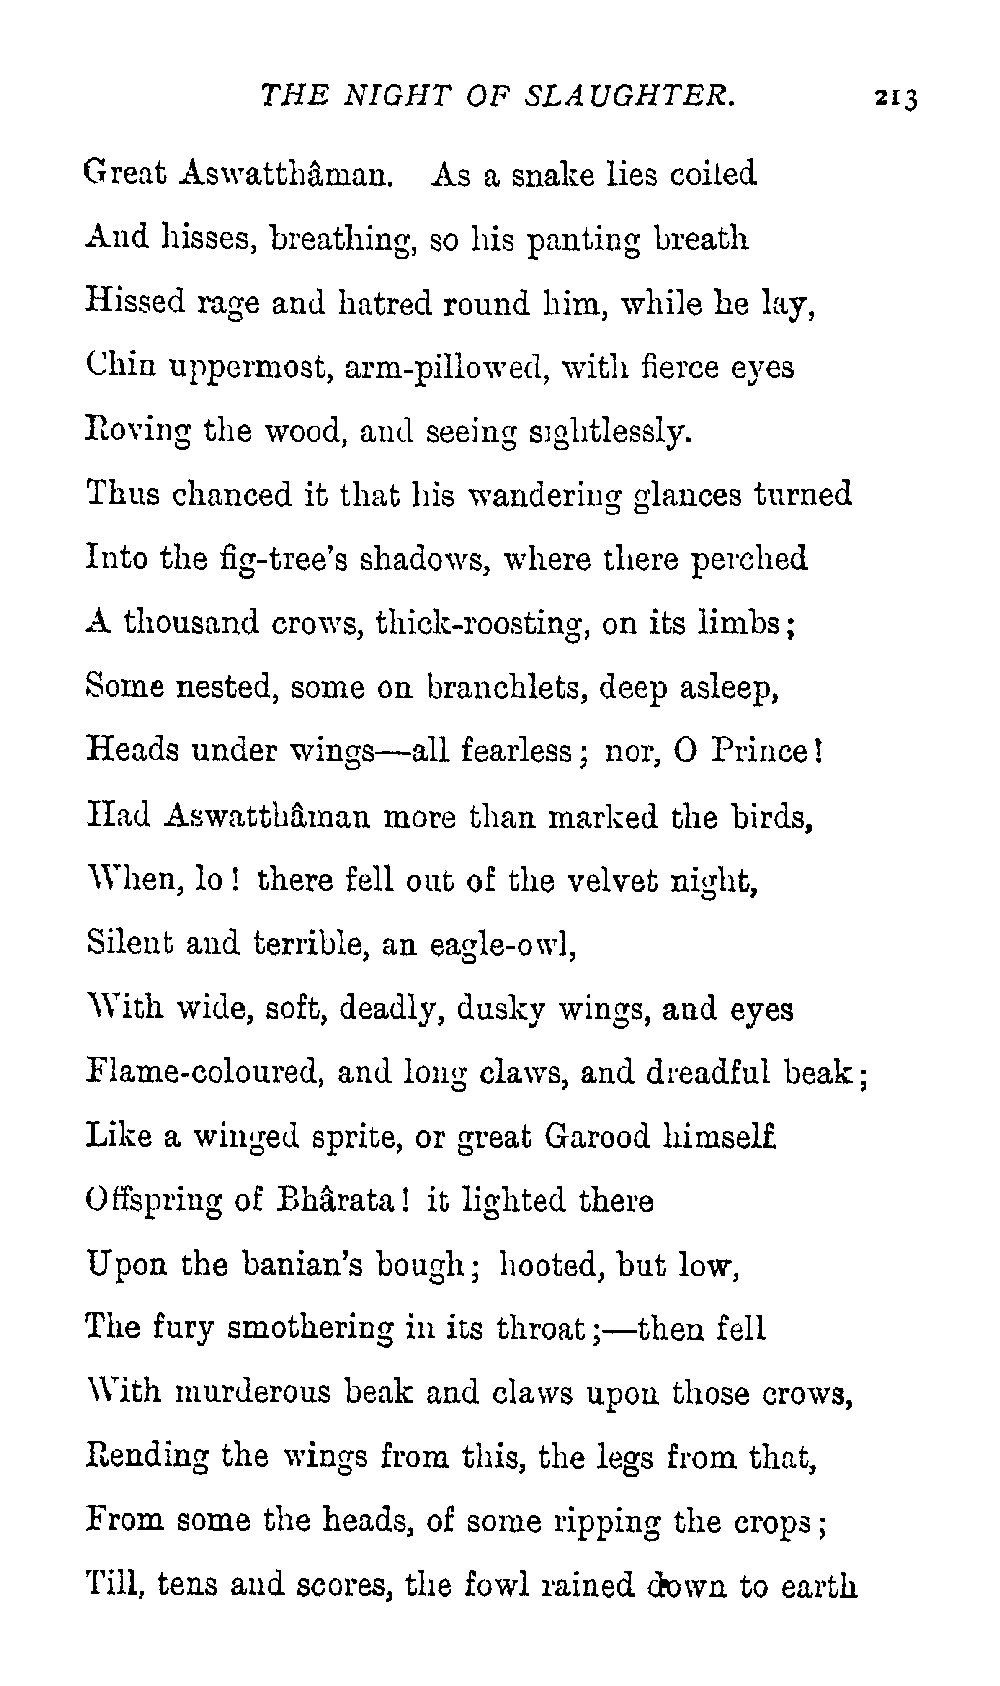 THE NIGHT OF SLAUGHTER. 213
Great Aswatthâman. As a snake lies coiled
And hisses, breathing, so his panting breath
Hissed rage and hatred round him, while he lay,
Chin uppermost, arm-pillowed, with fierce eyes
Roving the wood, and seeing sightlessly.
Thus chanced it that his wandering glances turned
Into the fig-tree's shadows, where there perched
A thousand crows, thick-roosting, on its limbs;
Some nested, some on branchlets, deep asleep,
Heads under wings—all fearless; nor, O Prince!
Had Aswatthâman more than marked the birds,
When, lo! there fell out of the velvet night,
Silent and terrible, an eagle-owl,
With wide, soft, deadly, dusky wings, and eyes
Flame-coloured, and long claws, and dreadful beak;
Like a winged sprite, or great Garood himself
Offspring of Bhârata! it lighted there
Upon the banian's bough; hooted, but low,
The fury smothering in its throat;—then fell
With murderous beak and claws upon those crows,
Rending the wings from this, the legs from that,
From some the heads, of some ripping the crops;
Till, tens and scores, the fowl rained down to earth